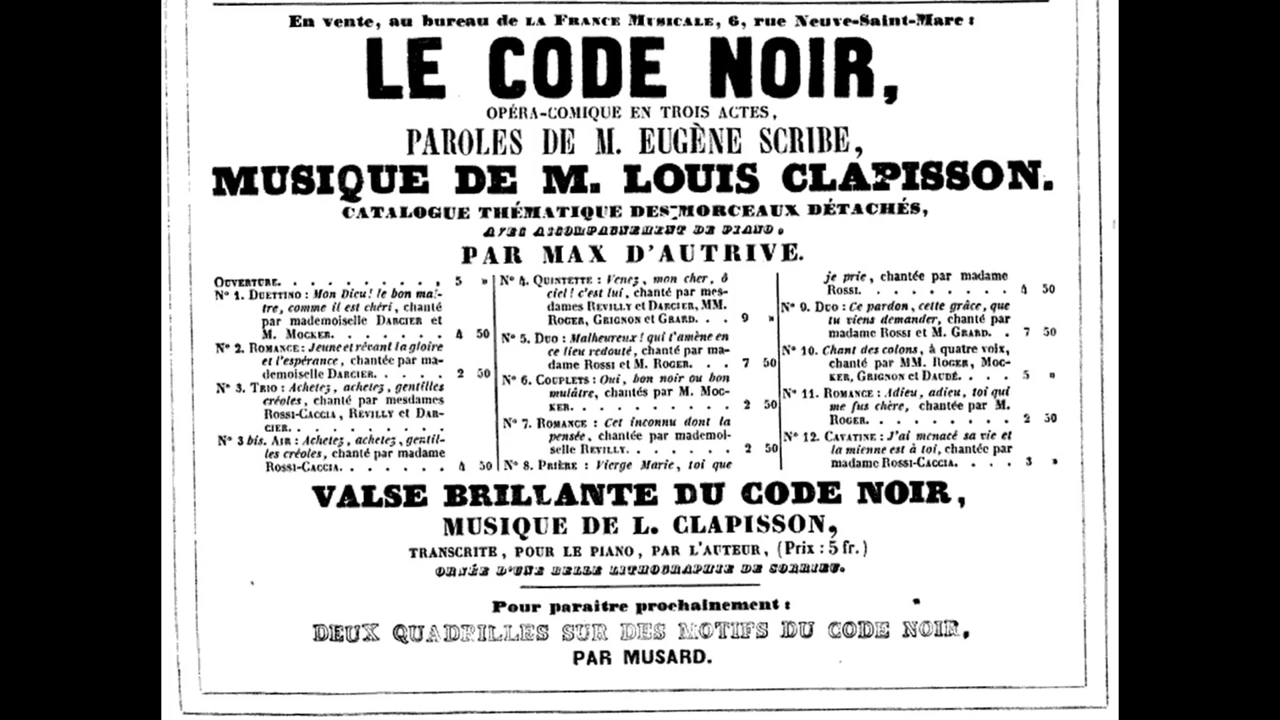 En vente, au bureau de LA FRANCE MUSICALE, 6, rue Neuve-Saint-Marc :
LE CODE NOIR,
OPÉRA-COMIQUE EN TROIS ACTES,
PAROLES DE M. EUGÈNE SCRIBE,
MUSIQUE DE M. LOUIS CLAPISSON.
CATALOGUE THÉMATIQUE DES MORCEAUX DÉTACHÉS,
AVEC ACCOMPAGNEMENT DE PIANO,
PAR MAX D'AUTRIVE.
OUVERTURE. . . . . . . . . , 5 »
N° 1. DUETTINO : Mon Dieu ! le bon maî-
tre, comme il est chéri, chanté
par mademoiselle DARCIER et
M. MOCKER. . . . . . . . . 4 50
N° 2. ROMANCE : Jeune et rêvant la gloire
et l'espérance, chantée par ma-
demoiselle DARCIER. . . . . 2 50
N° 3. TRIO : Achetez, achetez, gentilles
créoles, chanté par mesdames
ROSSI-CACCIA, REVILLY et DAR-
CIER. . . . . . . . . . .
N° 3 bis. AIR : Achetez, achetez, gentil-
les créoles, chanté par madame
ROSSI-CACCIA. . . . . . . 4 50
N° 4. QUINTETTE : Venez, mon cher, ô
ciel ! c'est lui, chanté par mes-
dames REVILLY et DARCIER, MM.
ROGER, GRIGNON et GRARD. . . 9 »
N° 5. DUO : Malheureux ! qui t'amène en
ce lieu redouté, chanté par ma-
dame ROSSI et M. ROGER. . . 7 50
N° 6. COUPLETS : Oui, bon noir ou bon
mulâtre, chantés par M. MOC-
KER. . . . . . . . . . 2 50
N° 7. ROMANCE : Cet inconnu dont la
pensée, chantée par mademoi-
selle REVILLY. . . . . . . 2 50
N° 8. PRIÈRE : Vierge Marie, toi que
je prie, chantée par madame
ROSSI. . . . . . . . . 4 50
N° 9. DUO : Ce pardon, cette grâce, que
tu viens demander, chanté par
madame ROSSI et M. GRARD. . 7 50
N° 10. Chant des colons, à quatre voix,
chanté par MM. ROGER, MOC-
KER, GRIGNON et DAUDÉ. . . 5 »
N° 11. ROMANCE : Adieu, adieu, toi qui
me fus chère, chantée par M.
ROGER. . . . . . . . . 2 50
N° 12. CAVATINE : J'ai menacé sa vie et
la mienne est à toi, chantée par
madame ROSSI-CACCIA. . . . 3 »
VALSE BRILLANTE DU CODE NOIR,
MUSIQUE DE L. CLAPISSON,
TRANSCRITE, POUR LE PIANO, PAR L'AUTEUR, (Prix : 5 fr.)
ORNÉE D'UNE BELLE LITHOGRAPHIE DE SORRIEU.
Pour paraitre prochainement :
DEUX QUADRILLES SUR DES MOTIFS DU CODE NOIR,
PAR MUSARD.